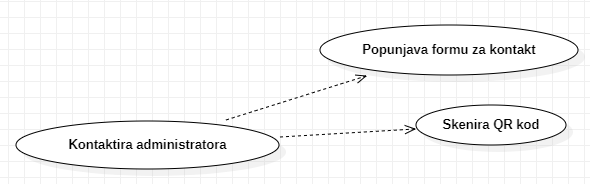 Popunjava formu za kontakt
Skenira QR kod
Kontaktira administratora